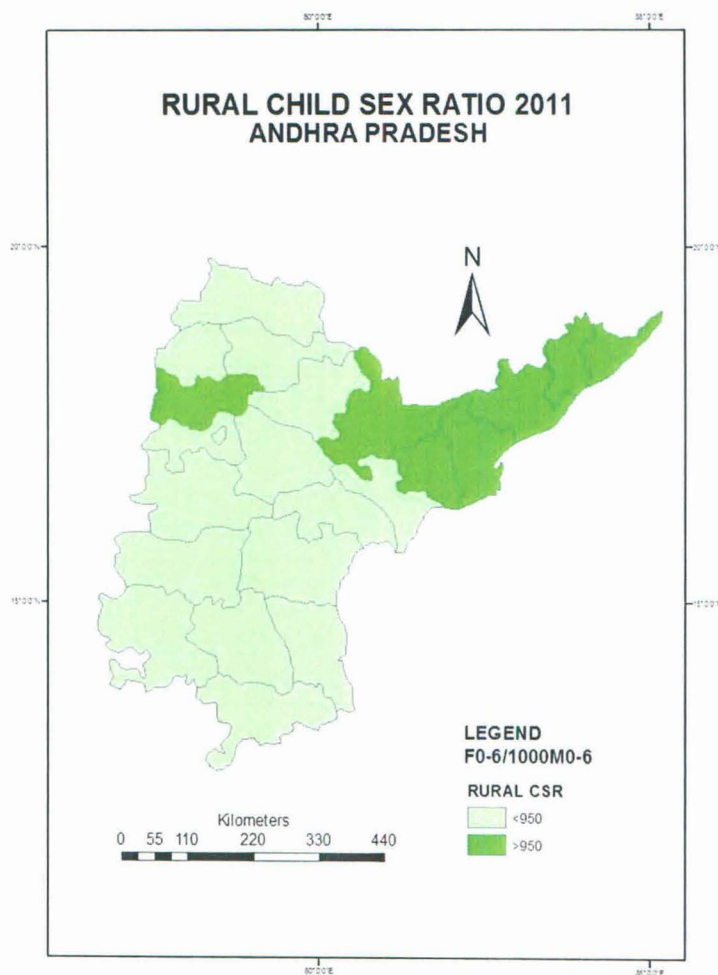 RURAL CHILD SEX RATIO 2011
ANDHRA PRADESH
N
LEGEND
F0-6/1000M0-6
RURAL CSR
<950
>950
Kilometers
0 55 110 220 330 440